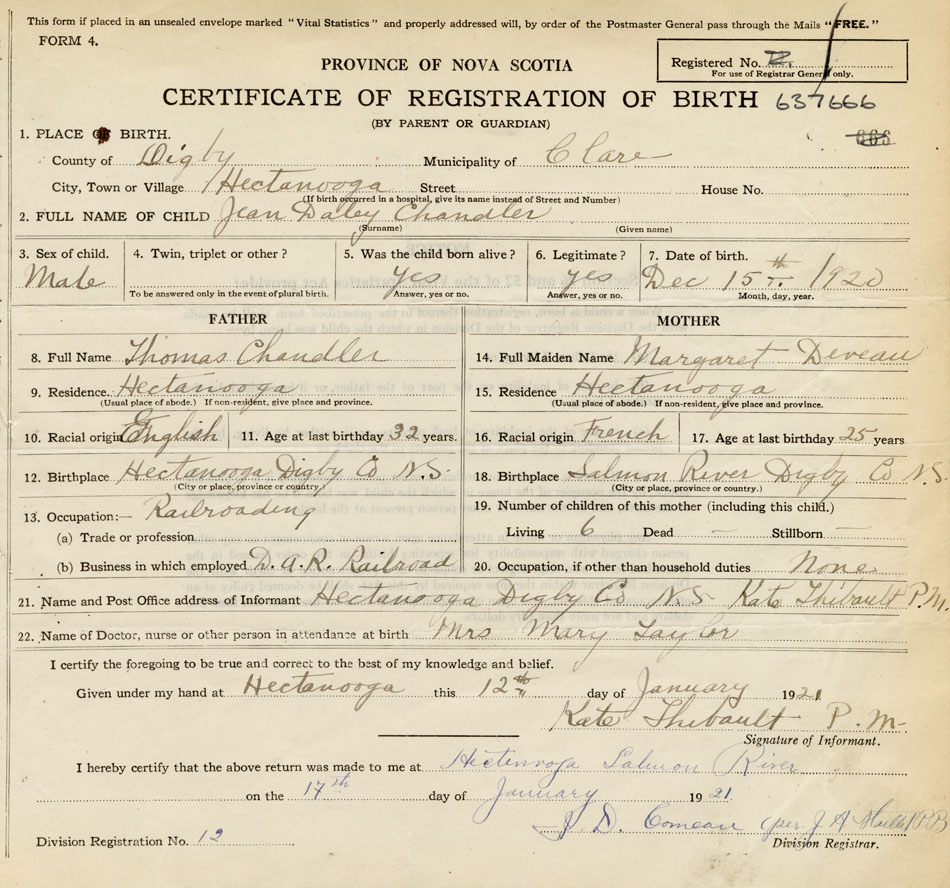 This form if placed in an unsealed envelope marked "Vital Statistics" and properly addressed will, by order of the Postmaster General pass through the Mails "FREE."
FORM 4.
Registered No.
For use of Registrar General only.
PROVINCE OF NOVA SCOTIA
CERTIFICATE OF REGISTRATION OF BIRTH 637666
(BY PARENT OR GUARDIAN)
666
1. PLACE OF BIRTH.
County of Digby Municipality of Clare
City, Town or Village Hectanooga Street House No.
(If birth occurred in a hospital, give its name instead of Street and Number)
2. FULL NAME OF CHILD Jean Daley Chandler
(Surname) (Given name)
3. Sex of child. 4. Twin, triplet or other? 5. Was the child born alive? 6. Legitimate? 7. Date of birth.
Male yes yes Dec 15th 1920
To be answered only in the event of plural birth. Answer, yes or no. Answer, yes or no. Month, day, year.
FATHER MOTHER
8. Full Name Thomas Chandler 14. Full Maiden Name Margaret Deveau
9. Residence. Hectanooga 15. Residence Hectanooga
(Usual place of abode.) If non-resident, give place and province. (Usual place of abode.) If non-resident, give place and province.
10. Racial origin English 11. Age at last birthday 32 years. 16. Racial origin French 17. Age at last birthday 25 years.
12. Birthplace Hectanooga Digby Co N.S. 18. Birthplace Salmon River Digby Co N.S.
(City or place, province or country.) (City or place, province or country.)
13. Occupation:— Railroading 19. Number of children of this mother (including this child.)
(a) Trade or profession Living 6 Dead — Stillborn —
(b) Business in which employed D.A.R. Railroad 20. Occupation, if other than household duties None.
21. Name and Post Office address of Informant Hectanooga Digby Co N.S. Kate Thibault P.M.
22. Name of Doctor, nurse or other person in attendance at birth Mrs Mary Taylor
I certify the foregoing to be true and correct to the best of my knowledge and belief.
Given under my hand at Hectanooga this 12th day of January 1921
Kate Thibault P.M.
Signature of Informant.
I hereby certify that the above return was made to me at Hectenooga Salmon River
on the 17th day of January 1921.
J. D. Comeau (per J A
Division Registration No. 12 Division Registrar.